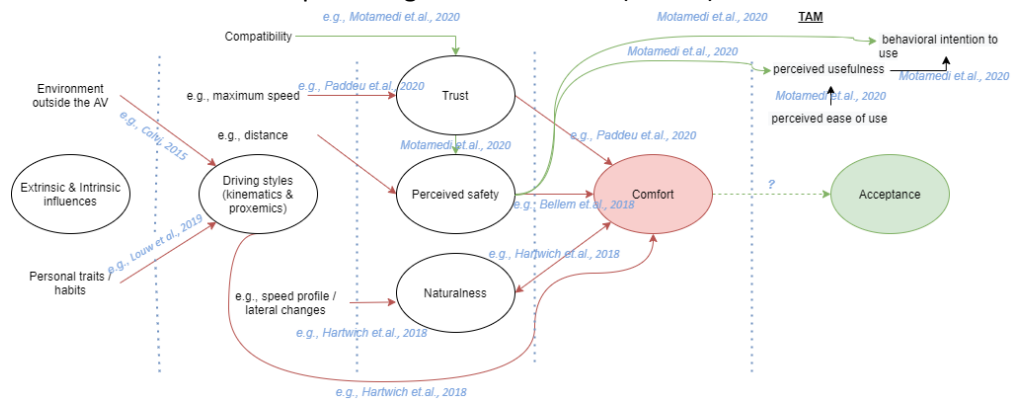 e.g., Motamedi et.al., 2020
Motamedi et.al., 2020
TAM
Compatibility
behavioral intention to
use
Motamedi et.al., 2020
perceived usefulness
Motamedi et.al., 2020
Environment
outside the AV
e.g., maximum speed
e.g., Paddeu et.al., 2020
Trust
Motamedi et.al., 2020
perceived ease of use
e.g., Calvi, 2015
e.g., distance
Motamedi et.al., 2020
e.g., Paddeu et.al., 2020
Extrinsic & Intrinsic
influences
Driving styles
(kinematics &
proxemics)
Perceived safety
Comfort
?
Acceptance
e.g., Bellem et.al., 2018
e.g., Louw et.al., 2019
e.g., Hartwich et.al., 2018
Personal traits /
habits
e.g., speed profile /
lateral changes
Naturalness
e.g., Hartwich et.al., 2018
e.g., Hartwich et.al., 2018